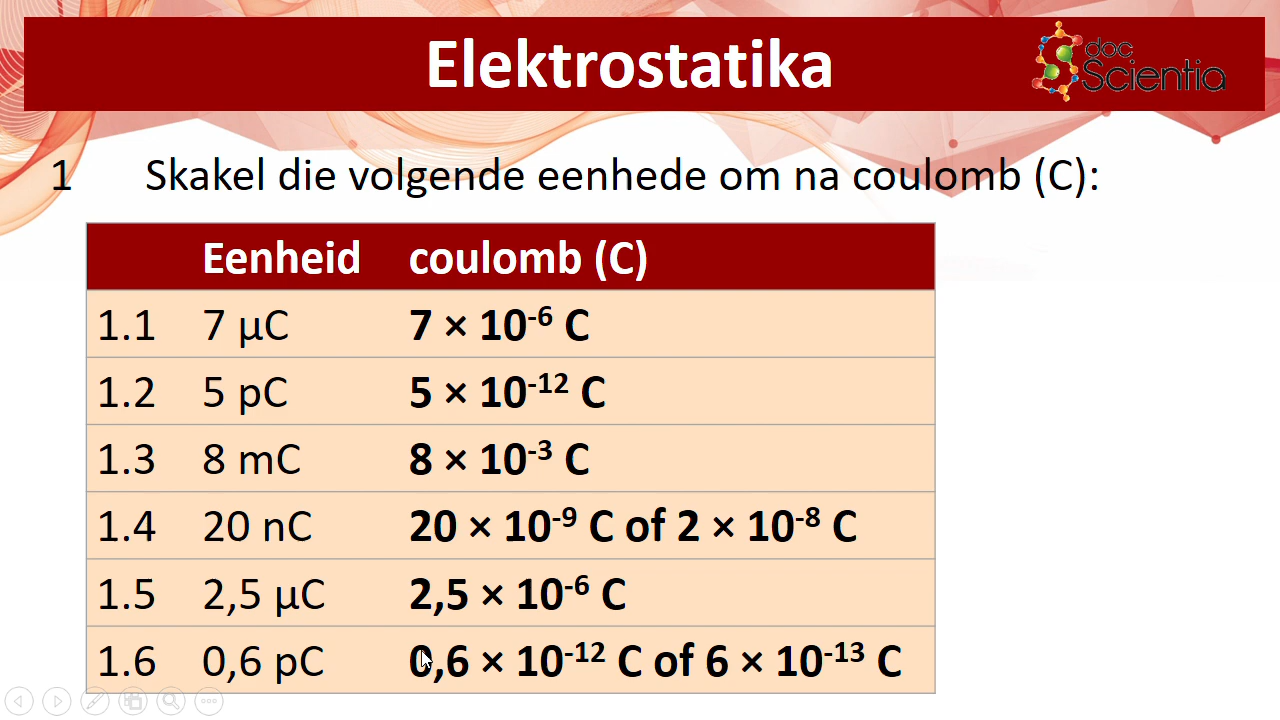 Elektrostatika
doc
Scientia
1 Skakel die volgende eenhede om na coulomb (C):
Eenheid coulomb (C)
1.1 7 µC 7 × 10⁻⁶ C
1.2 5 pC 5 × 10⁻¹² C
1.3 8 mC 8 × 10⁻³ C
1.4 20 nC 20 × 10⁻⁹ C of 2 × 10⁻⁸ C
1.5 2,5 µC 2,5 × 10⁻⁶ C
1.6 0,6 pC 0,6 × 10⁻¹² C of 6 × 10⁻¹³ C